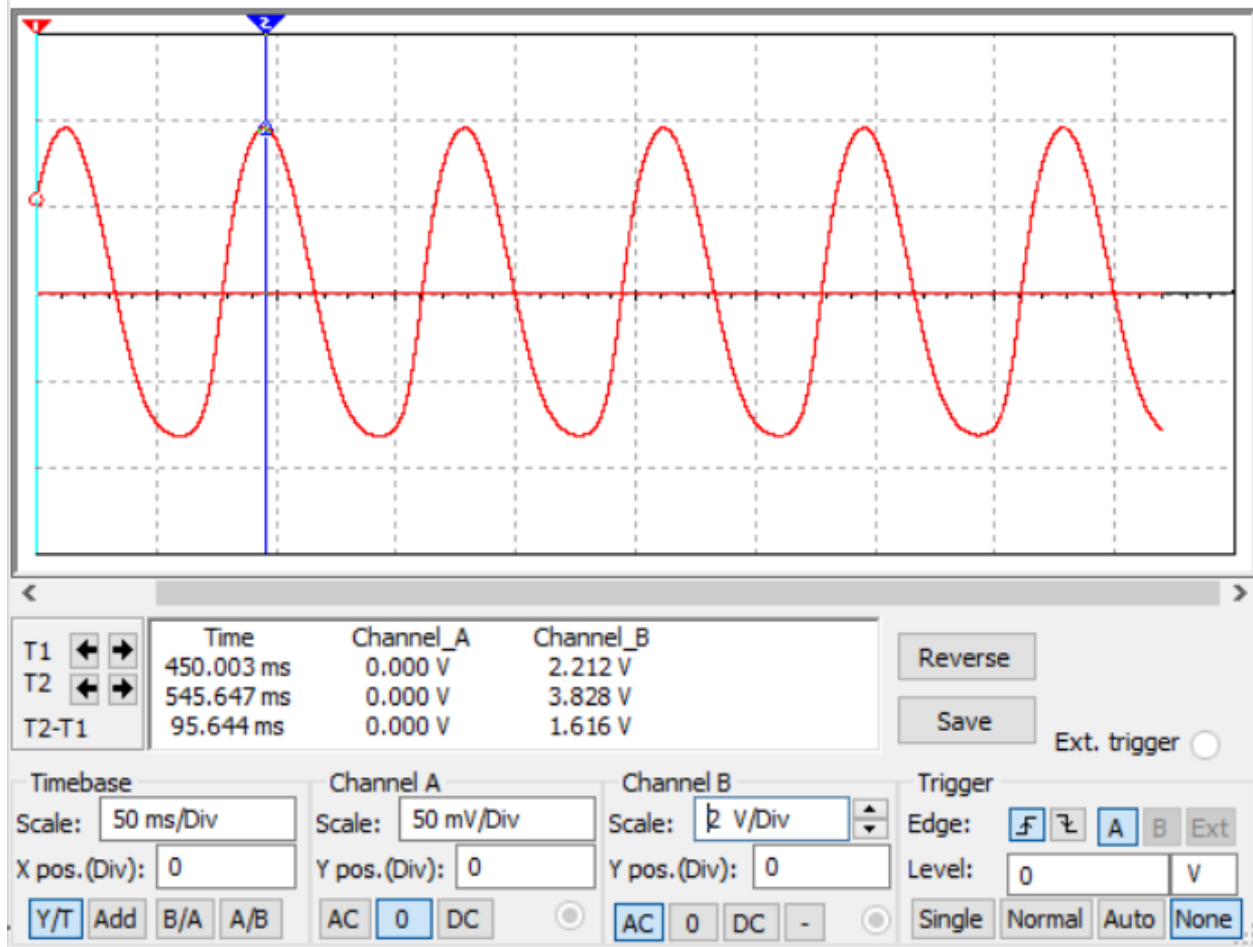 1
2
Time Channel_A Channel_B
T1 450.003 ms 0.000 V 2.212 V
T2 545.647 ms 0.000 V 3.828 V
T2-T1 95.644 ms 0.000 V 1.616 V
Reverse
Save
Ext. trigger
Timebase
Scale: 50 ms/Div
X pos.(Div): 0
Y/T Add B/A A/B
Channel A
Scale: 50 mV/Div
Y pos.(Div): 0
AC 0 DC
Channel B
Scale: 2 V/Div
Y pos.(Div): 0
AC 0 DC -
Trigger
Edge: A B Ext
Level: 0 V
Single Normal Auto None